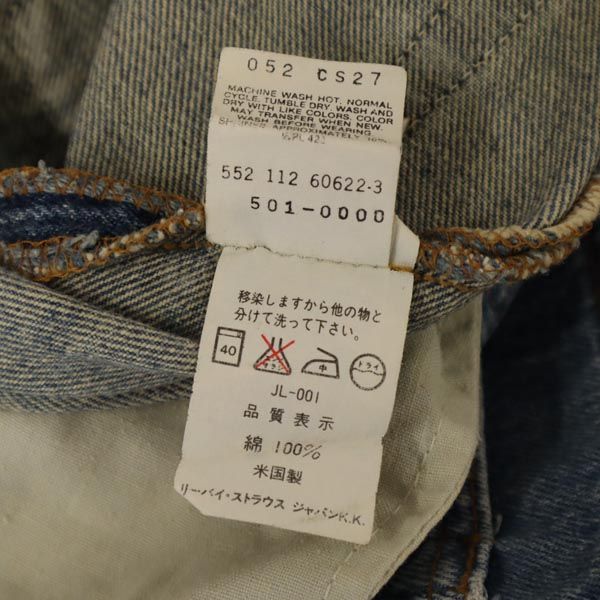 052 CS27
MACHINE WASH HOT, NORMAL
CYCLE. TUMBLE DRY. WASH AND
DRY WITH LIKE COLORS. COLOR
MAY TRANSFER WHEN NEW.
WASH BEFORE WEARING.
APPROXIMATELY
552 112 60622-3
501-0000
移染しますから他の物と
分けて洗って下さい。
40 中 ドライ
JL-001
品質表示
綿 100%
米国製
リーバイ・ストラウス ジャパンK.K.